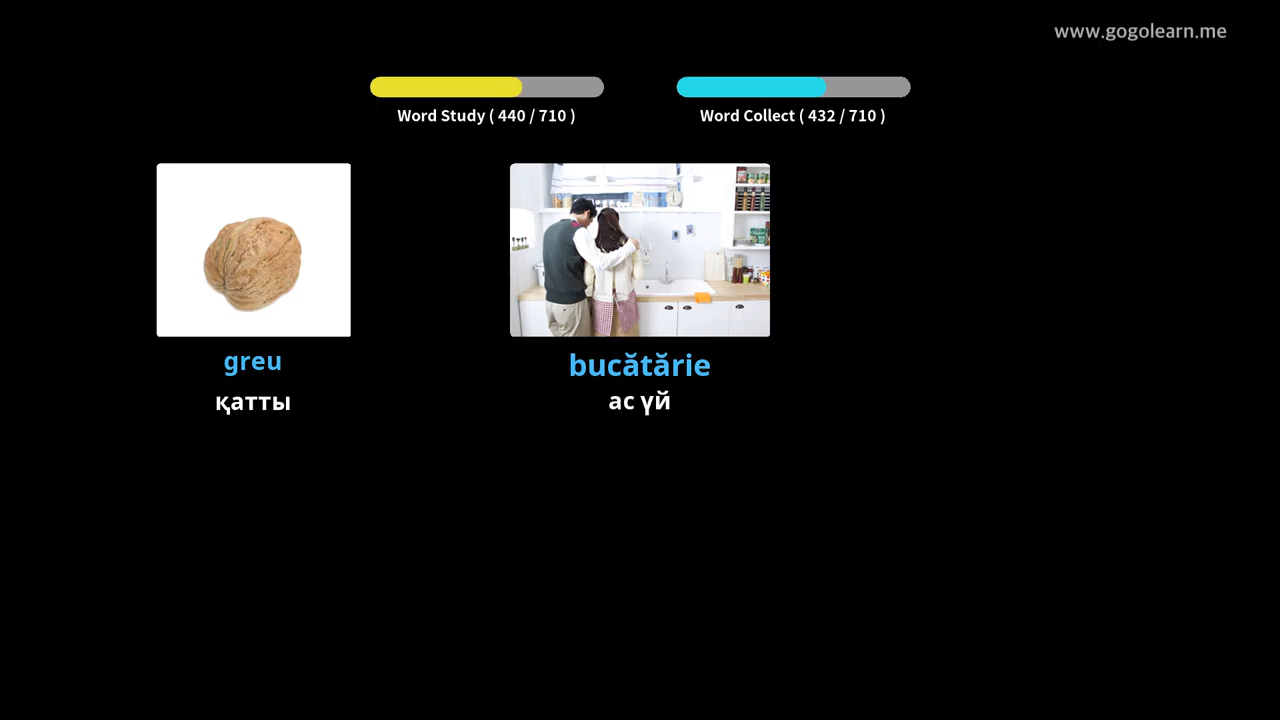 www.gogolearn.me
Word Study ( 440 / 710 )
Word Collect ( 432 / 710 )
greu
қатты
bucătărie
ас үй